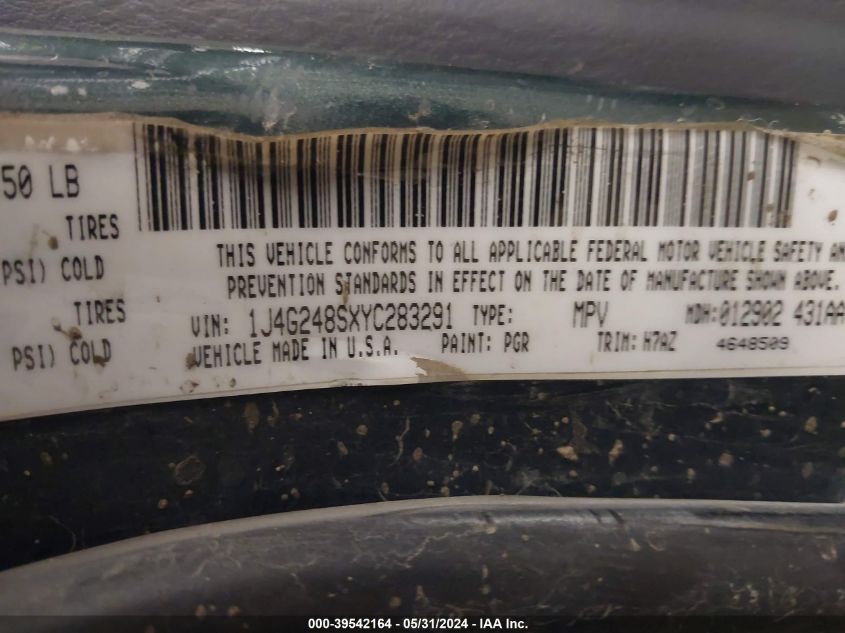 50 LB
TIRES
PSI) COLD
TIRES
PSI) COLD
THIS VEHICLE CONFORMS TO ALL APPLICABLE FEDERAL MOTOR VEHICLE SAFETY AN
PREVENTION STANDARDS IN EFFECT ON THE DATE OF MANUFACTURE SHOWN ABOVE.
VIN: 1J4G248SXYC283291 TYPE: MPV MDH:012902 431AA
VEHICLE MADE IN U.S.A. PAINT: PGR TRIM: H7AZ 4648509
000-39542164 - 05/31/2024 - IAA Inc.